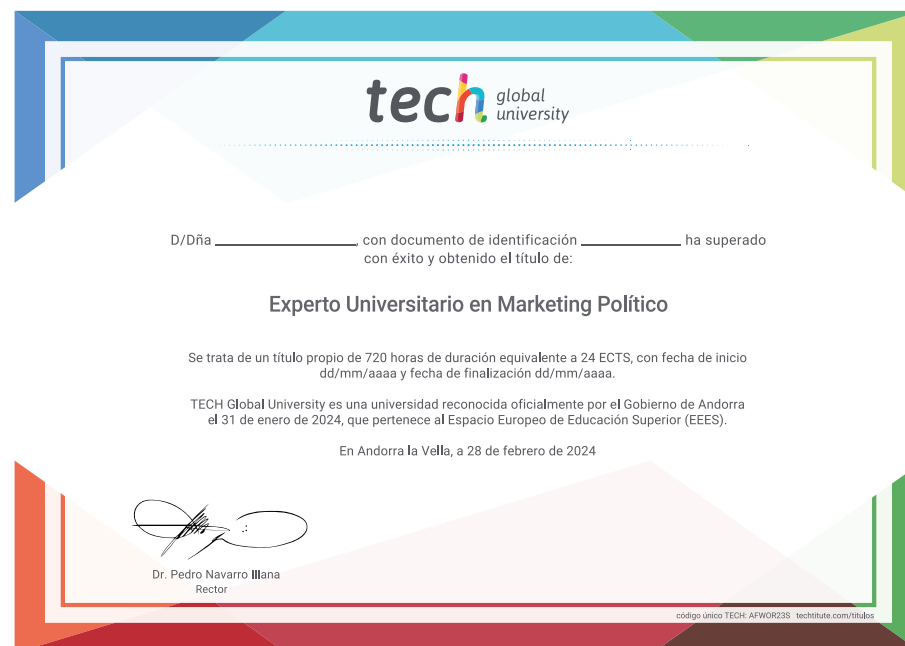 tech global university
D/Dña ______________, con documento de identificación __________ ha superado
con éxito y obtenido el título de:
Experto Universitario en Marketing Político
Se trata de un título propio de 720 horas de duración equivalente a 24 ECTS, con fecha de inicio
dd/mm/aaaa y fecha de finalización dd/mm/aaaa.
TECH Global University es una universidad reconocida oficialmente por el Gobierno de Andorra
el 31 de enero de 2024, que pertenece al Espacio Europeo de Educación Superior (EEES).
En Andorra la Vella, a 28 de febrero de 2024
Dr. Pedro Navarro Illana
Rector
código único TECH: AFWOR23S techtitute.com/titulos